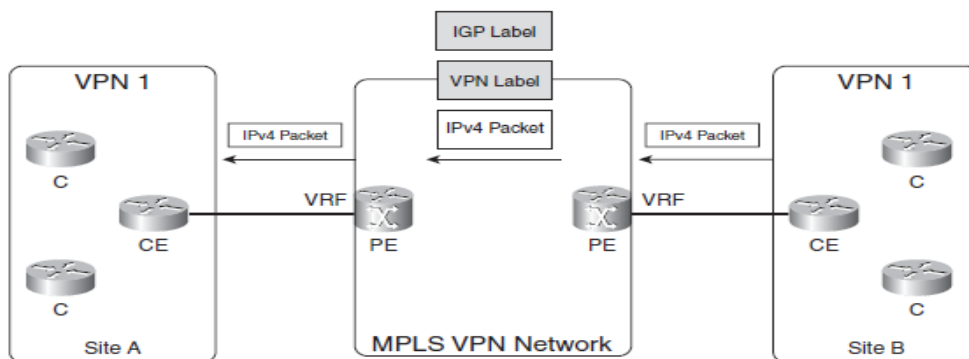 IGP Label
VPN 1
VPN Label
VPN 1
IPv4 Packet
IPv4 Packet
IPv4 Packet
C
C
VRF
VRF
CE
PE
PE
CE
C
C
Site A
MPLS VPN Network
Site B